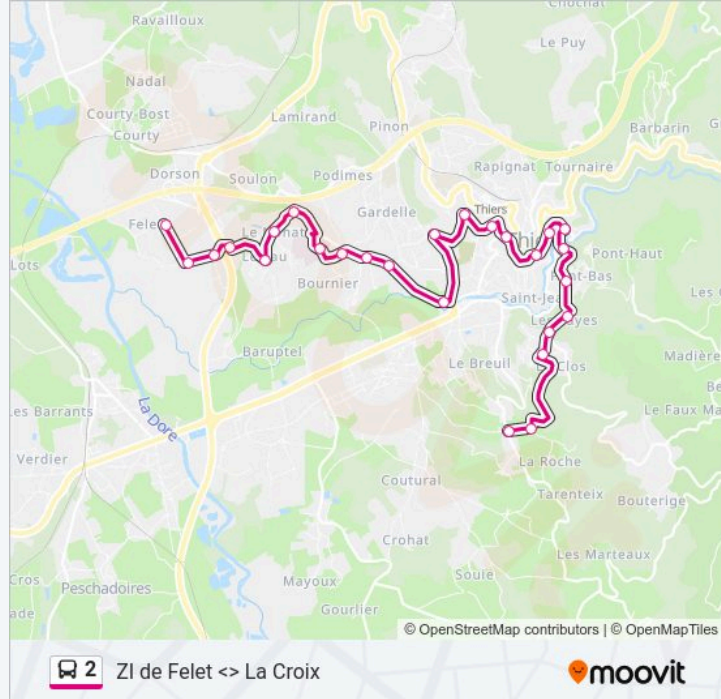 Ravailloux
Chochat
Le Puy
Nadal
Courty-Bost
Courty
Lamirand
Pinon
Barbarin
Dorson
Soulon
Podimes
Rapignat
Tournaire
Gardelle
Thiers
Lots
Bournier
Pont-Haut
Baruptel
Le Breuil
Clos
Madière
Les Barrants
La Dore
Le Faux Ma
Verdier
La Roche
Coutural
Tarenteix
Bouterige
Crohat
Les Marteaux
Cros
Soule
Peschadoires
Mayoux
ade
Gourlier
© OpenStreetMap contributors | © OpenMapTiles
2 ZI de Felet <> La Croix
moovit